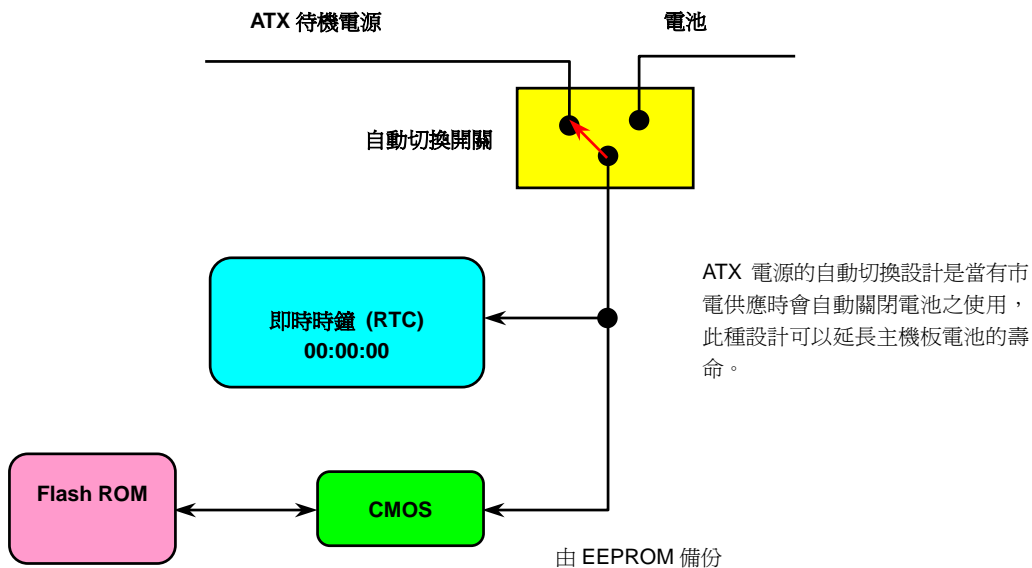 ATX 待機電源
電池
自動切換開關
ATX 電源的自動切換設計是當有市
電供應時會自動關閉電池之使用，
此種設計可以延長主機板電池的壽
命。
即時時鐘 (RTC)
00:00:00
Flash ROM
CMOS
由 EEPROM 備份